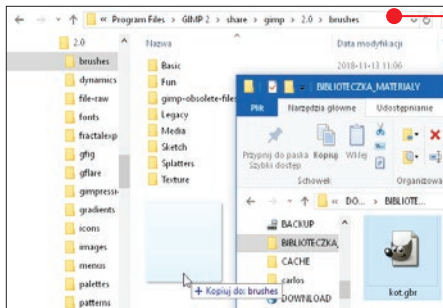 « Program Files > GIMP 2 > share > gimp > 2.0 > brushes
2.0
brushes
dynamics
file-raw
fonts
fractalexp
gfig
gflare
gimpressi
gradients
icons
images
menus
palettes
patterns
Nazwa
Basic
Fun
gimp-obsolete-files
Legacy
Media
Sketch
Splatters
Texture
Data modyfikacji
2018-11-13 11:06
+ Kopiuj do: brushes
BIBLIOTECZKA_MATERIALY
Plik
Narzędzia główne
Udostępnianie
Przypnij do paska
Szybki dostęp
Kopiuj
Wklej
Schowek
Organizowa
« DO... > BIBLIOTE...
BACKUP
BIBLIOTECZKA_
CACHE
carlos
DOWNLOAD
kot.gbr